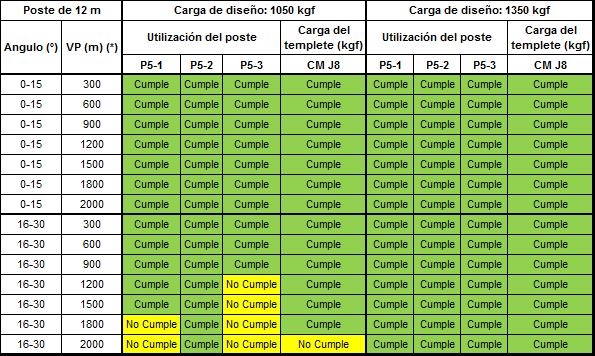 Poste de 12 m Carga de diseño: 1050 kgf Carga de diseño: 1350 kgf
Angulo (°) VP (m) (*) Utilización del poste Carga del templete (kgf) Utilización del poste Carga del templete (kgf)
P5-1 P5-2 P5-3 CM J8 P5-1 P5-2 P5-3 CM J8
0-15 300 Cumple Cumple Cumple Cumple Cumple Cumple Cumple Cumple
0-15 600 Cumple Cumple Cumple Cumple Cumple Cumple Cumple Cumple
0-15 900 Cumple Cumple Cumple Cumple Cumple Cumple Cumple Cumple
0-15 1200 Cumple Cumple Cumple Cumple Cumple Cumple Cumple Cumple
0-15 1500 Cumple Cumple Cumple Cumple Cumple Cumple Cumple Cumple
0-15 1800 Cumple Cumple Cumple Cumple Cumple Cumple Cumple Cumple
0-15 2000 Cumple Cumple Cumple Cumple Cumple Cumple Cumple Cumple
16-30 300 Cumple Cumple Cumple Cumple Cumple Cumple Cumple Cumple
16-30 600 Cumple Cumple Cumple Cumple Cumple Cumple Cumple Cumple
16-30 900 Cumple Cumple Cumple Cumple Cumple Cumple Cumple Cumple
16-30 1200 Cumple Cumple No Cumple Cumple Cumple Cumple Cumple Cumple
16-30 1500 Cumple Cumple No Cumple Cumple Cumple Cumple Cumple Cumple
16-30 1800 No Cumple Cumple No Cumple Cumple Cumple Cumple Cumple Cumple
16-30 2000 No Cumple Cumple No Cumple No Cumple Cumple Cumple Cumple Cumple